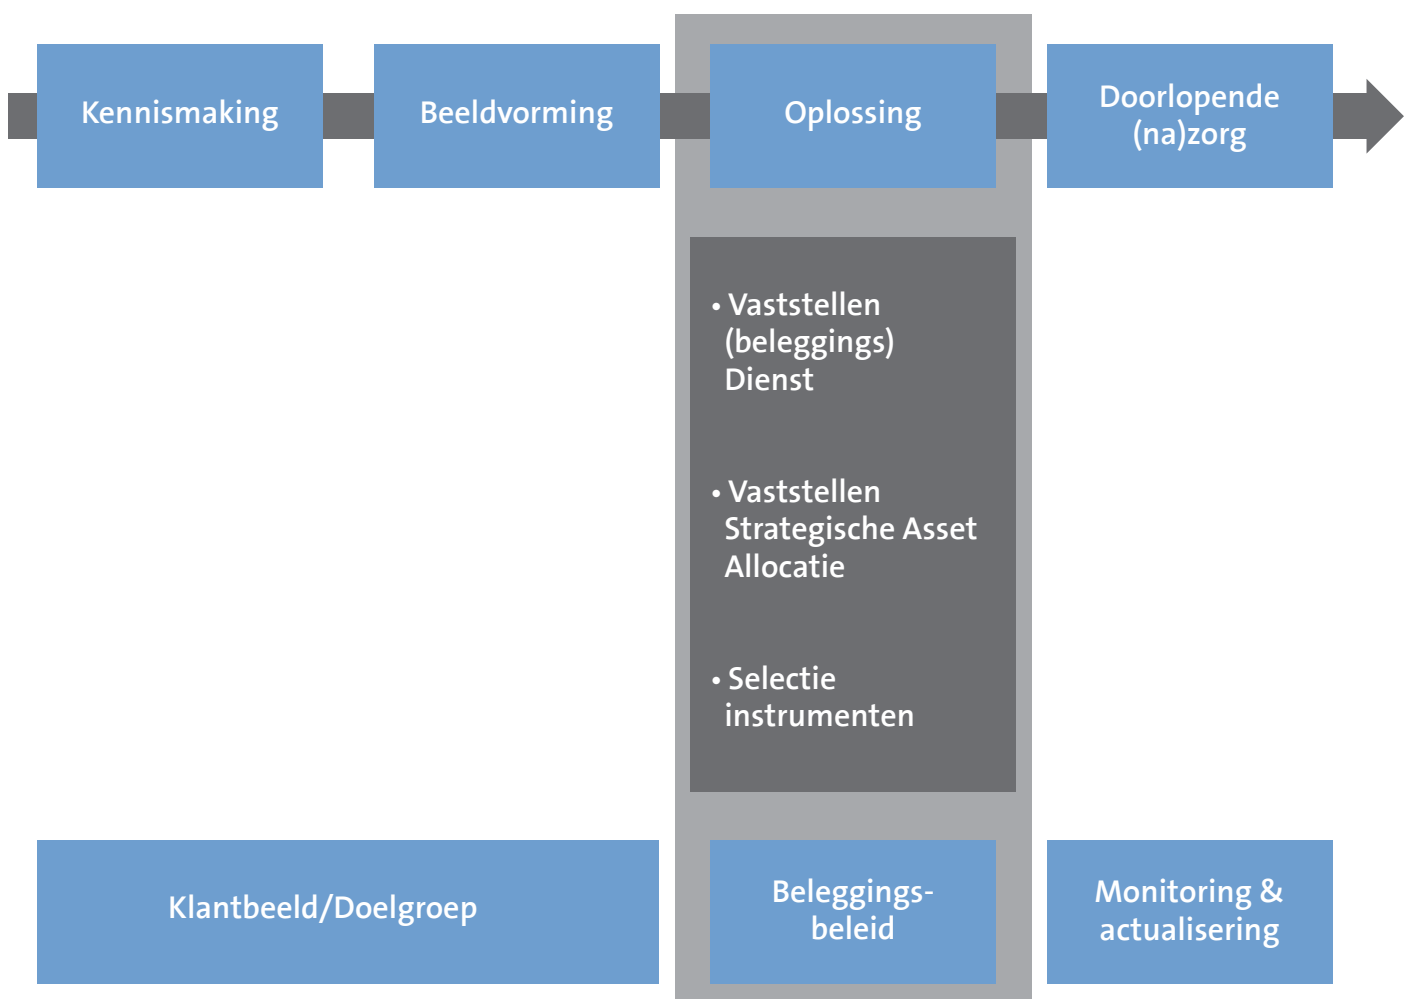 Kennismaking
Beeldvorming
Oplossing
Doorlopende
(na)zorg
• Vaststellen
(beleggings)
Dienst
• Vaststellen
Strategische Asset
Allocatie
• Selectie
instrumenten
Klantbeeld/Doelgroep
Beleggings-
beleid
Monitoring &
actualisering